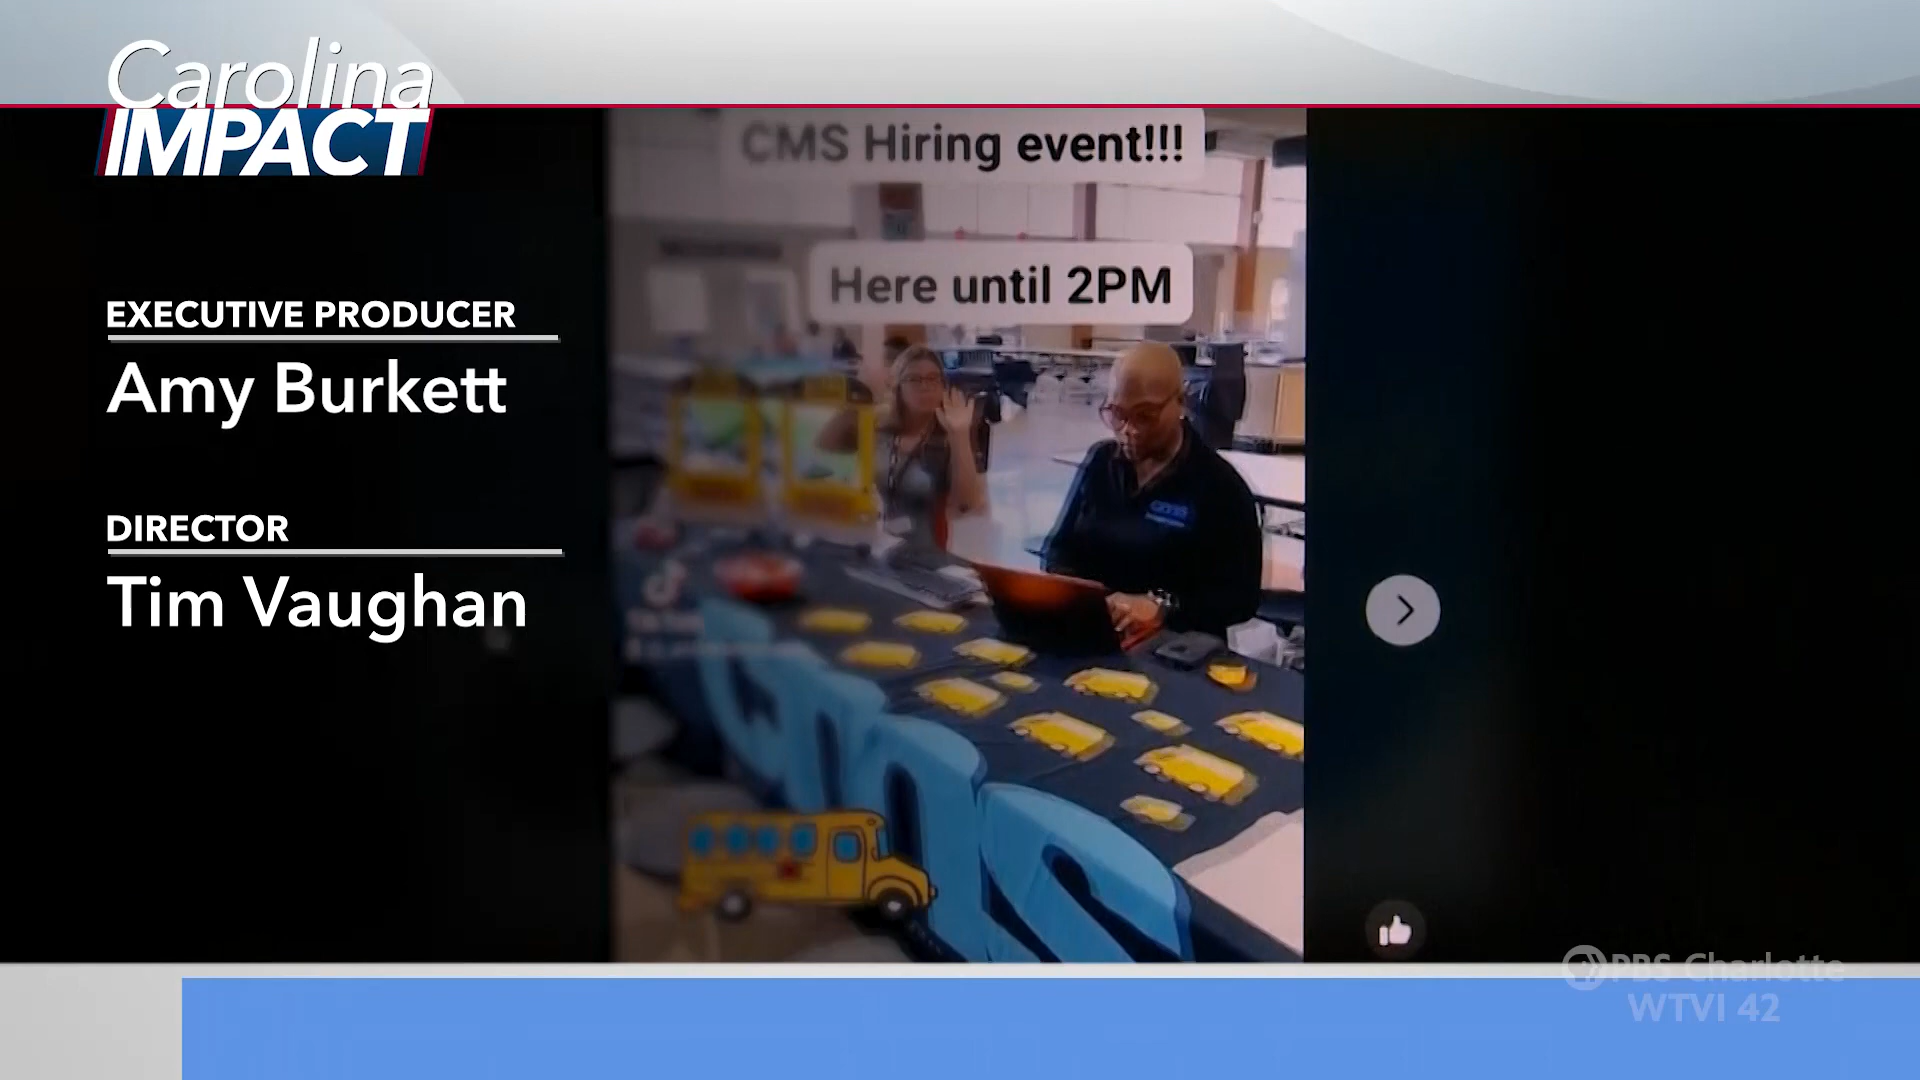 Carolina
IMPACT
CMS Hiring event!!!
Here until 2PM
EXECUTIVE PRODUCER
Amy Burkett
DIRECTOR
Tim Vaughan
cms
PBS Charlotte
WTVI 42